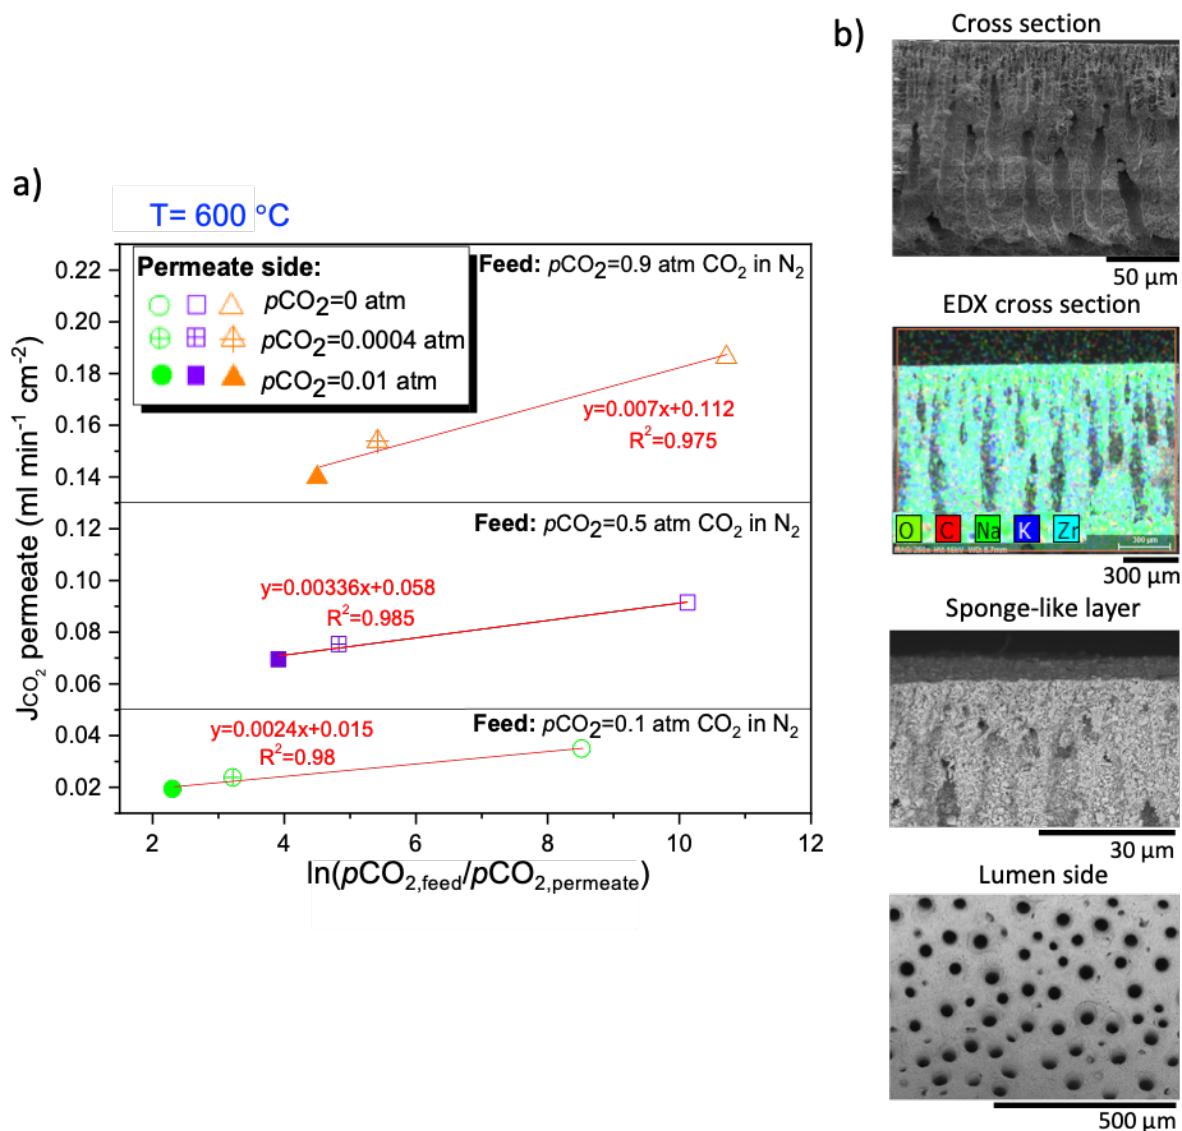 a)
T= 600 °C
Permeate side:
pCO₂=0 atm
pCO₂=0.0004 atm
pCO₂=0.01 atm
Feed: pCO₂=0.9 atm CO₂ in N₂
y=0.007x+0.112
R²=0.975
Feed: pCO₂=0.5 atm CO₂ in N₂
y=0.00336x+0.058
R²=0.985
Feed: pCO₂=0.1 atm CO₂ in N₂
y=0.0024x+0.015
R²=0.98
0.22
0.20
0.18
0.16
0.14
0.12
0.10
0.08
0.06
0.04
0.02
2 4 6 8 10 12
JCO₂ permeate (ml min⁻¹ cm⁻²)
ln(pCO₂,feed/pCO₂,permeate)
b)
Cross section
50 µm
EDX cross section
O C Na K Zr
300 µm
300 µm
Sponge-like layer
30 µm
Lumen side
500 µm